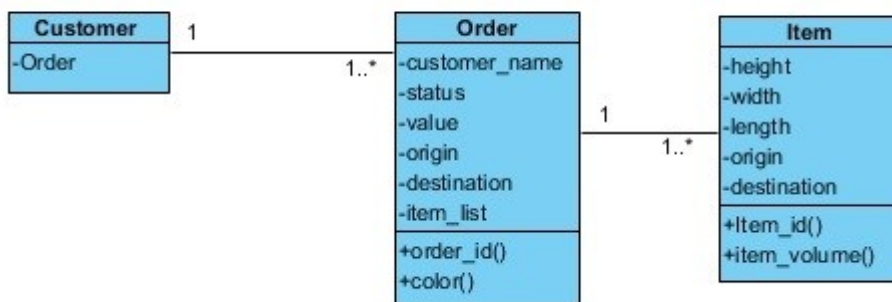 Customer
-Order
1
1..*
Order
-customer_name
-status
-value
-origin
-destination
-item_list
+order_id()
+color()
1
1..*
Item
-height
-width
-length
-origin
-destination
+Item_id()
+item_volume()